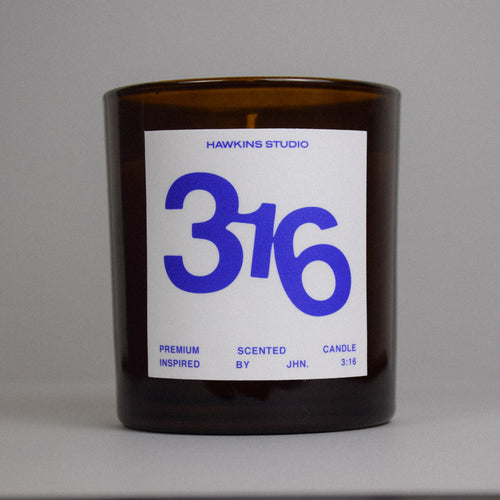 HAWKINS STUDIO
316
PREMIUM SCENTED CANDLE
INSPIRED BY JHN. 3:16